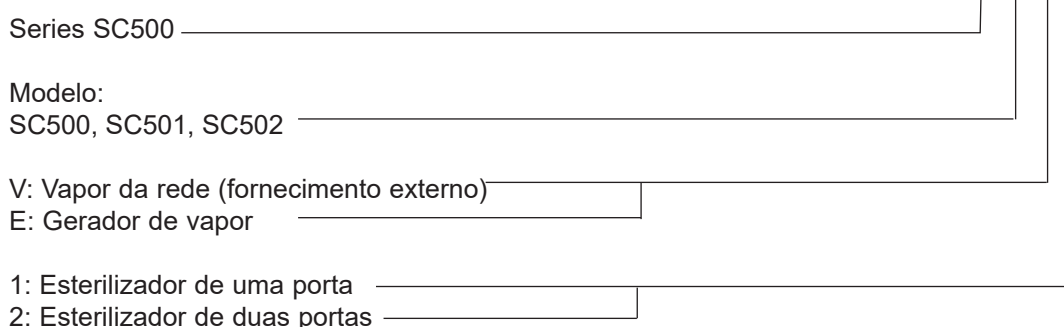 Series SC500
Modelo:
SC500, SC501, SC502
V: Vapor da rede (fornecimento externo)
E: Gerador de vapor
1: Esterilizador de uma porta
2: Esterilizador de duas portas